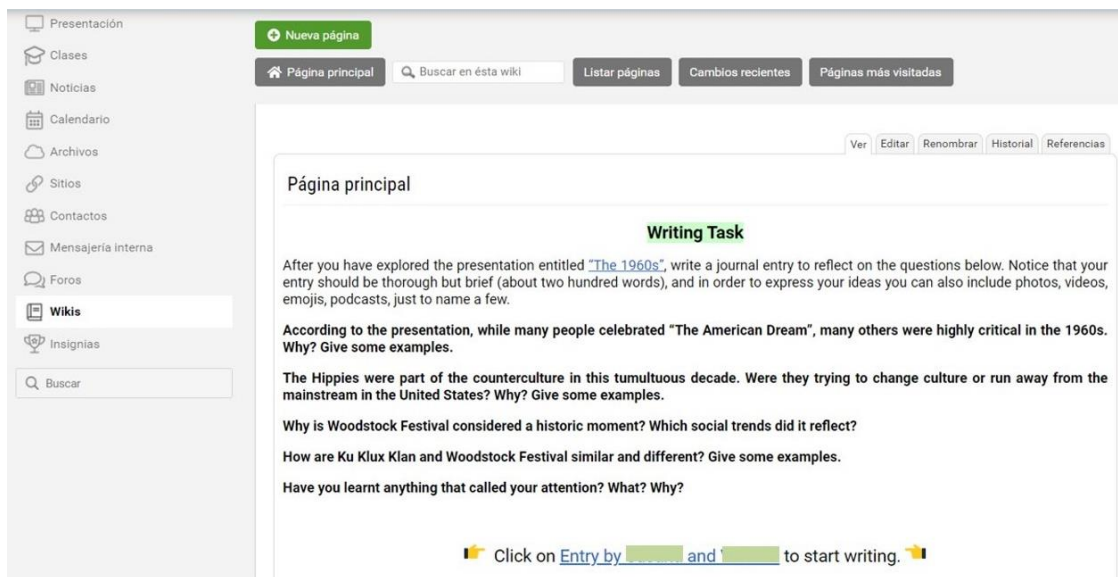 Presentación
Clases
Noticias
Calendario
Archivos
Sitios
Contactos
Mensajería interna
Foros
Wikis
Insignias
Buscar
Nueva página
Página principal
Buscar en ésta wiki
Listar páginas
Cambios recientes
Páginas más visitadas
Ver
Editar
Renombrar
Historial
Referencias
Página principal
Writing Task
After you have explored the presentation entitled "The 1960s", write a journal entry to reflect on the questions below. Notice that your
entry should be thorough but brief (about two hundred words), and in order to express your ideas you can also include photos, videos,
emojis, podcasts, just to name a few.
According to the presentation, while many people celebrated “The American Dream”, many others were highly critical in the 1960s.
Why? Give some examples.
The Hippies were part of the counterculture in this tumultuous decade. Were they trying to change culture or run away from the
mainstream in the United States? Why? Give some examples.
Why is Woodstock Festival considered a historic moment? Which social trends did it reflect?
How are Ku Klux Klan and Woodstock Festival similar and different? Give some examples.
Have you learnt anything that called your attention? What? Why?
Click on Entry by and to start writing.